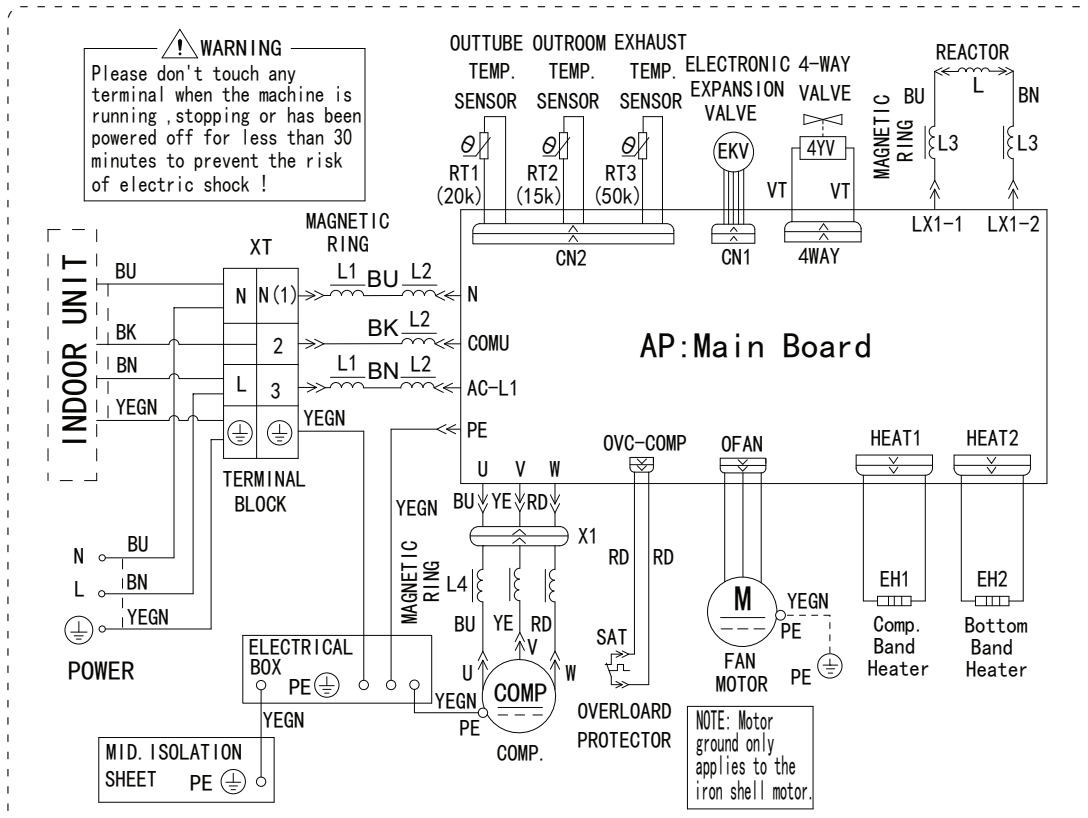 WARNING
Please don't touch any
terminal when the machine is
running ,stopping or has been
powered off for less than 30
minutes to prevent the risk
of electric shock !
OUTTUBE OUTROOM EXHAUST
TEMP. TEMP. TEMP.
SENSOR SENSOR SENSOR
RT1 RT2 RT3
(20k) (15k) (50k)
CN2
ELECTRONIC
EXPANSION
VALVE
EKV
CN1
4-WAY
VALVE
4YV
VT VT
4WAY
REACTOR
L
BU BN
MAGNETIC
RING
L3 L3
LX1-1 LX1-2
INDOOR UNIT
BU
BK
BN
YEGN
XT
N N(1)
2
L 3
TERMINAL
BLOCK
MAGNETIC
RING
L1 BU L2
BK L2
L1 BN L2
YEGN
N
COMU
AC-L1
PE
AP:Main Board
U V W
OVC-COMP
OFAN
HEAT1
HEAT2
N BU
L BN
YEGN
POWER
YEGN
MAGNETIC
RING
BU YE RD
X1
L4
BU YE RD
U V W
COMP
COMP.
YEGN
PE
ELECTRICAL
BOX
PE
YEGN
MID. ISOLATION
SHEET PE
RD RD
SAT
OVERLOARD
PROTECTOR
M
YEGN
PE
PE
FAN
MOTOR
NOTE: Motor
ground only
applies to the
iron shell motor.
EH1
Comp.
Band
Heater
EH2
Bottom
Band
Heater